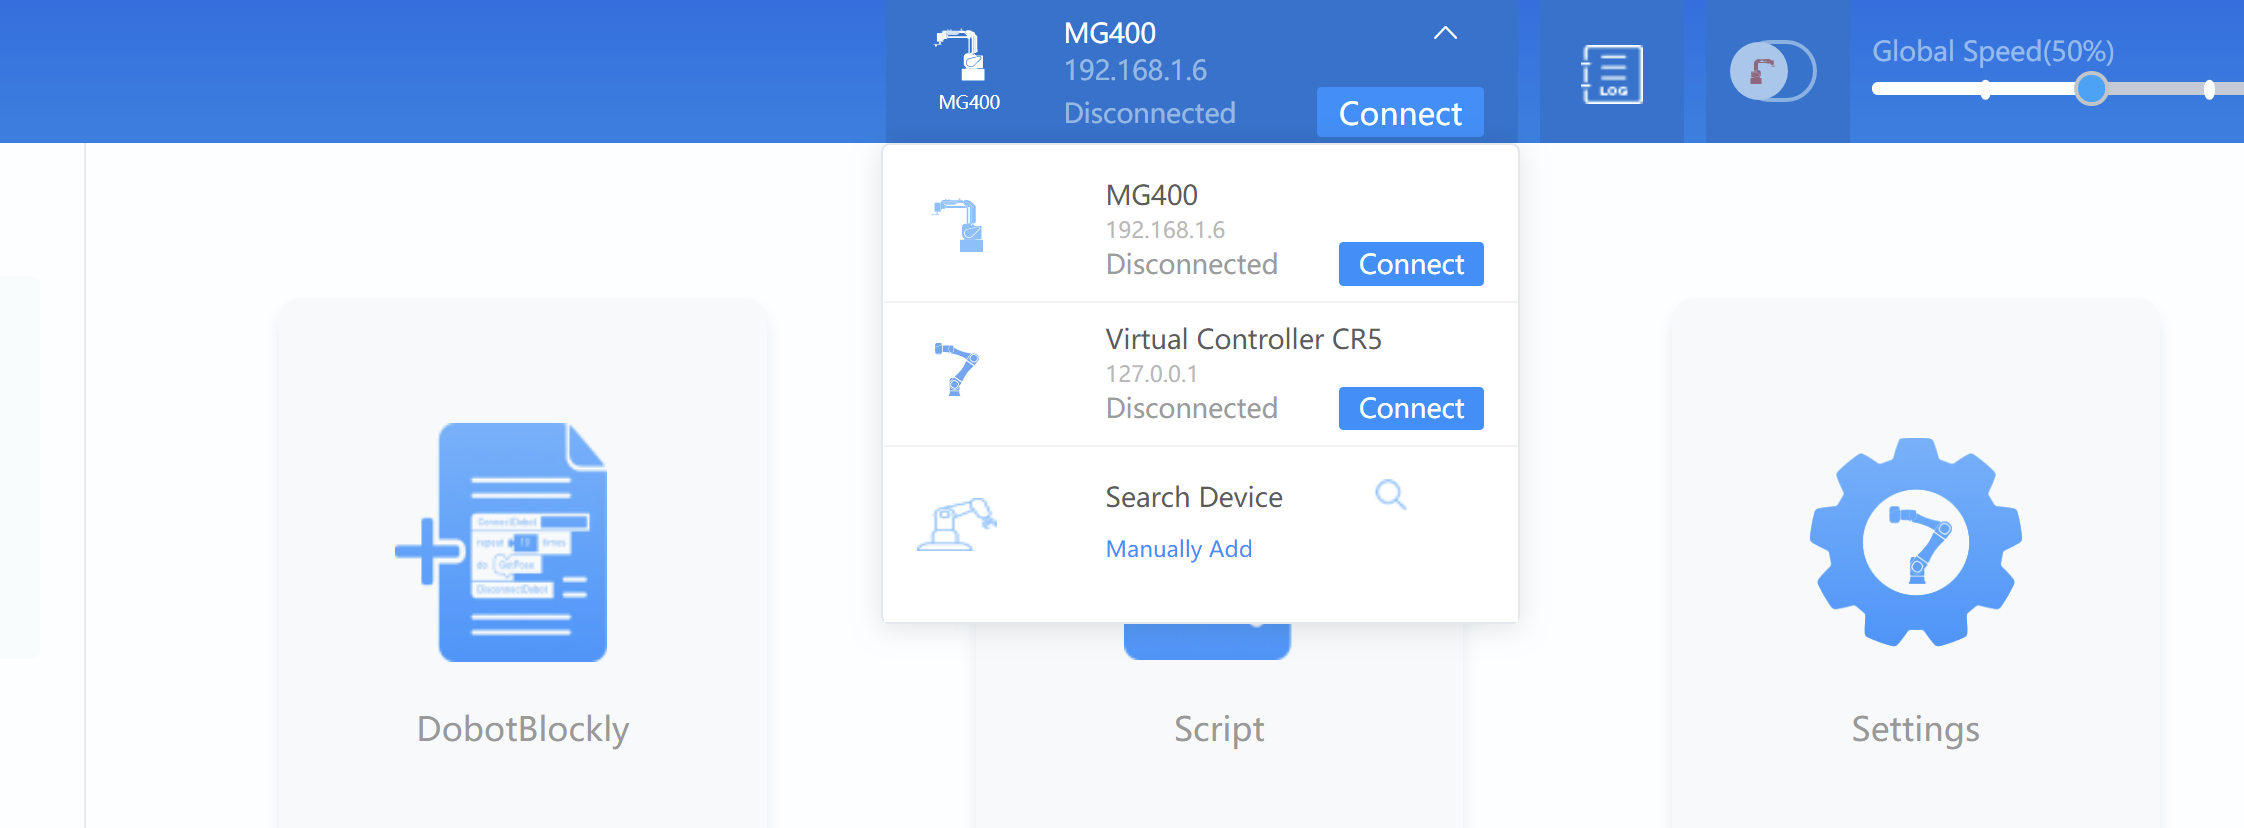 MG400
MG400
192.168.1.6
Disconnected
Connect
LOG
Global Speed(50%)
MG400
192.168.1.6
Disconnected
Connect
Virtual Controller CR5
127.0.0.1
Disconnected
Connect
Search Device
Manually Add
ConnectDobot
repeat 10 times
do GetPose
DisconnectDobot
DobotBlockly
Script
Settings